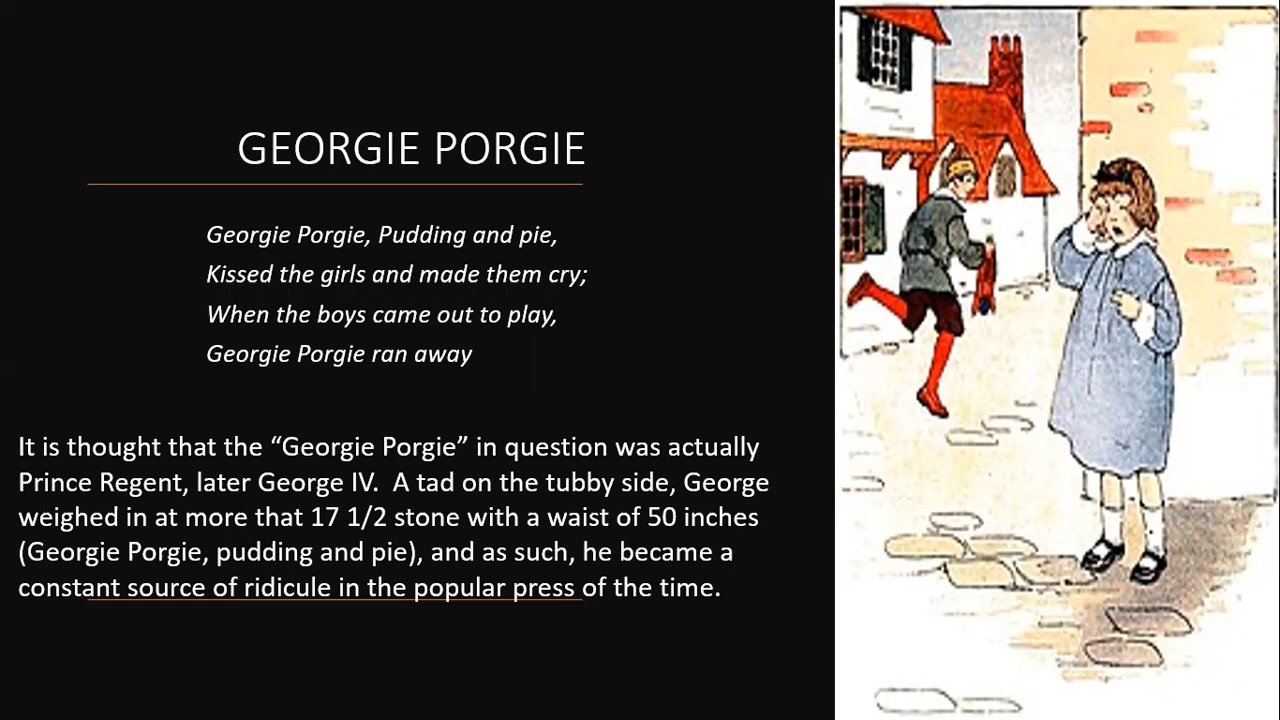 GEORGIE PORGIE
Georgie Porgie, Pudding and pie,
Kissed the girls and made them cry;
When the boys came out to play,
Georgie Porgie ran away
It is thought that the “Georgie Porgie” in question was actually
Prince Regent, later George IV.  A tad on the tubby side, George
weighed in at more that 17 1/2 stone with a waist of 50 inches
(Georgie Porgie, pudding and pie), and as such, he became a
constant source of ridicule in the popular press of the time.